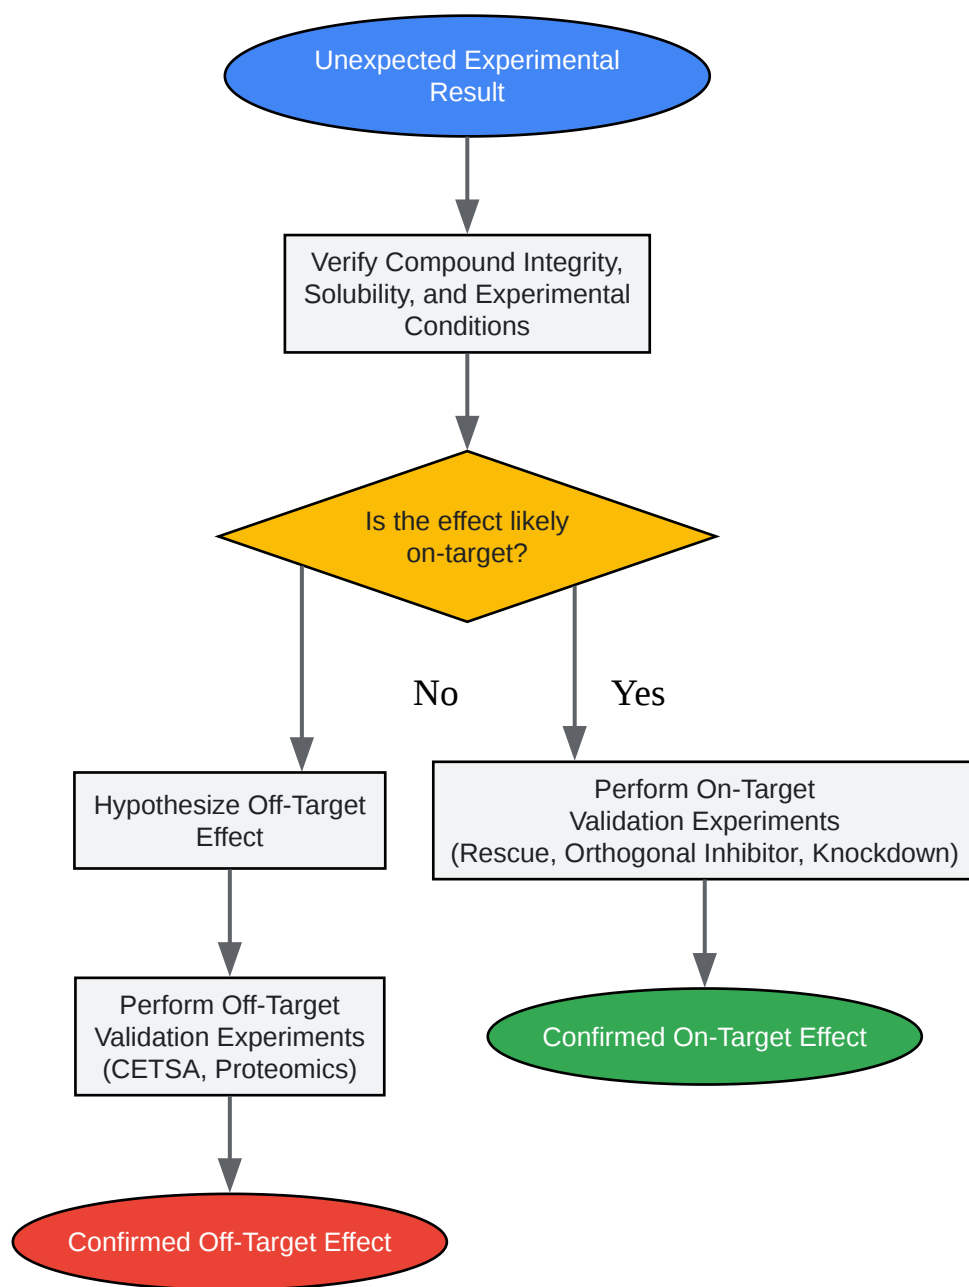 Unexpected Experimental
Result
Verify Compound Integrity,
Solubility, and Experimental
Conditions
Is the effect likely
on-target?
No
Yes
Hypothesize Off-Target
Effect
Perform On-Target
Validation Experiments
(Rescue, Orthogonal Inhibitor, Knockdown)
Perform Off-Target
Validation Experiments
(CETSA, Proteomics)
Confirmed On-Target Effect
Confirmed Off-Target Effect